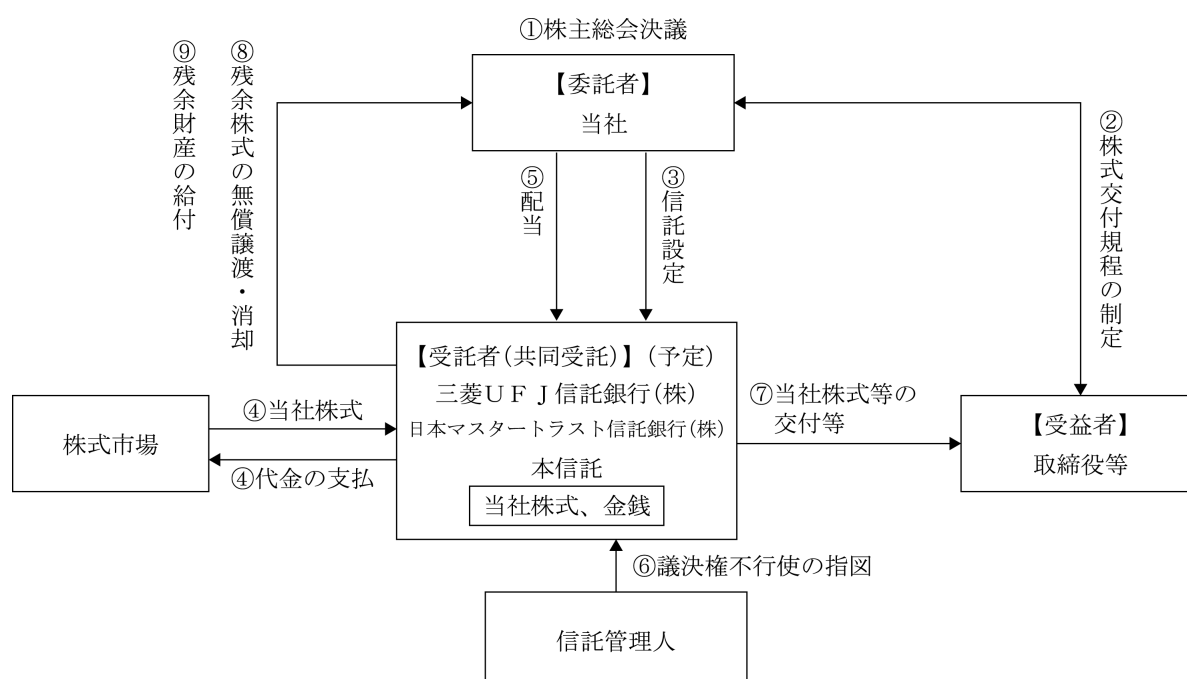 ①株主総会決議
【委託者】
当社
⑨残余財産の給付
⑧残余株式の無償譲渡・消却
⑤配当
③信託設定
②株式交付規程の制定
【受託者(共同受託)】(予定)
三菱ＵＦＪ信託銀行(株)
日本マスタートラスト信託銀行(株)
本信託
当社株式、金銭
株式市場
④当社株式
④代金の支払
⑦当社株式等の
交付等
【受益者】
取締役等
⑥議決権不行使の指図
信託管理人